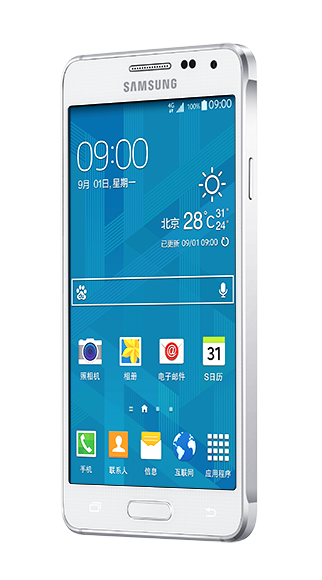 SAMSUNG
4G 100% 09:00
09:00
9月 01日, 星期一
北京 28°C 31° 24°
已更新 09/01 09:00
照相机 相册 电子邮件 31 S日历
手机 联系人 信息 互联网 应用程序